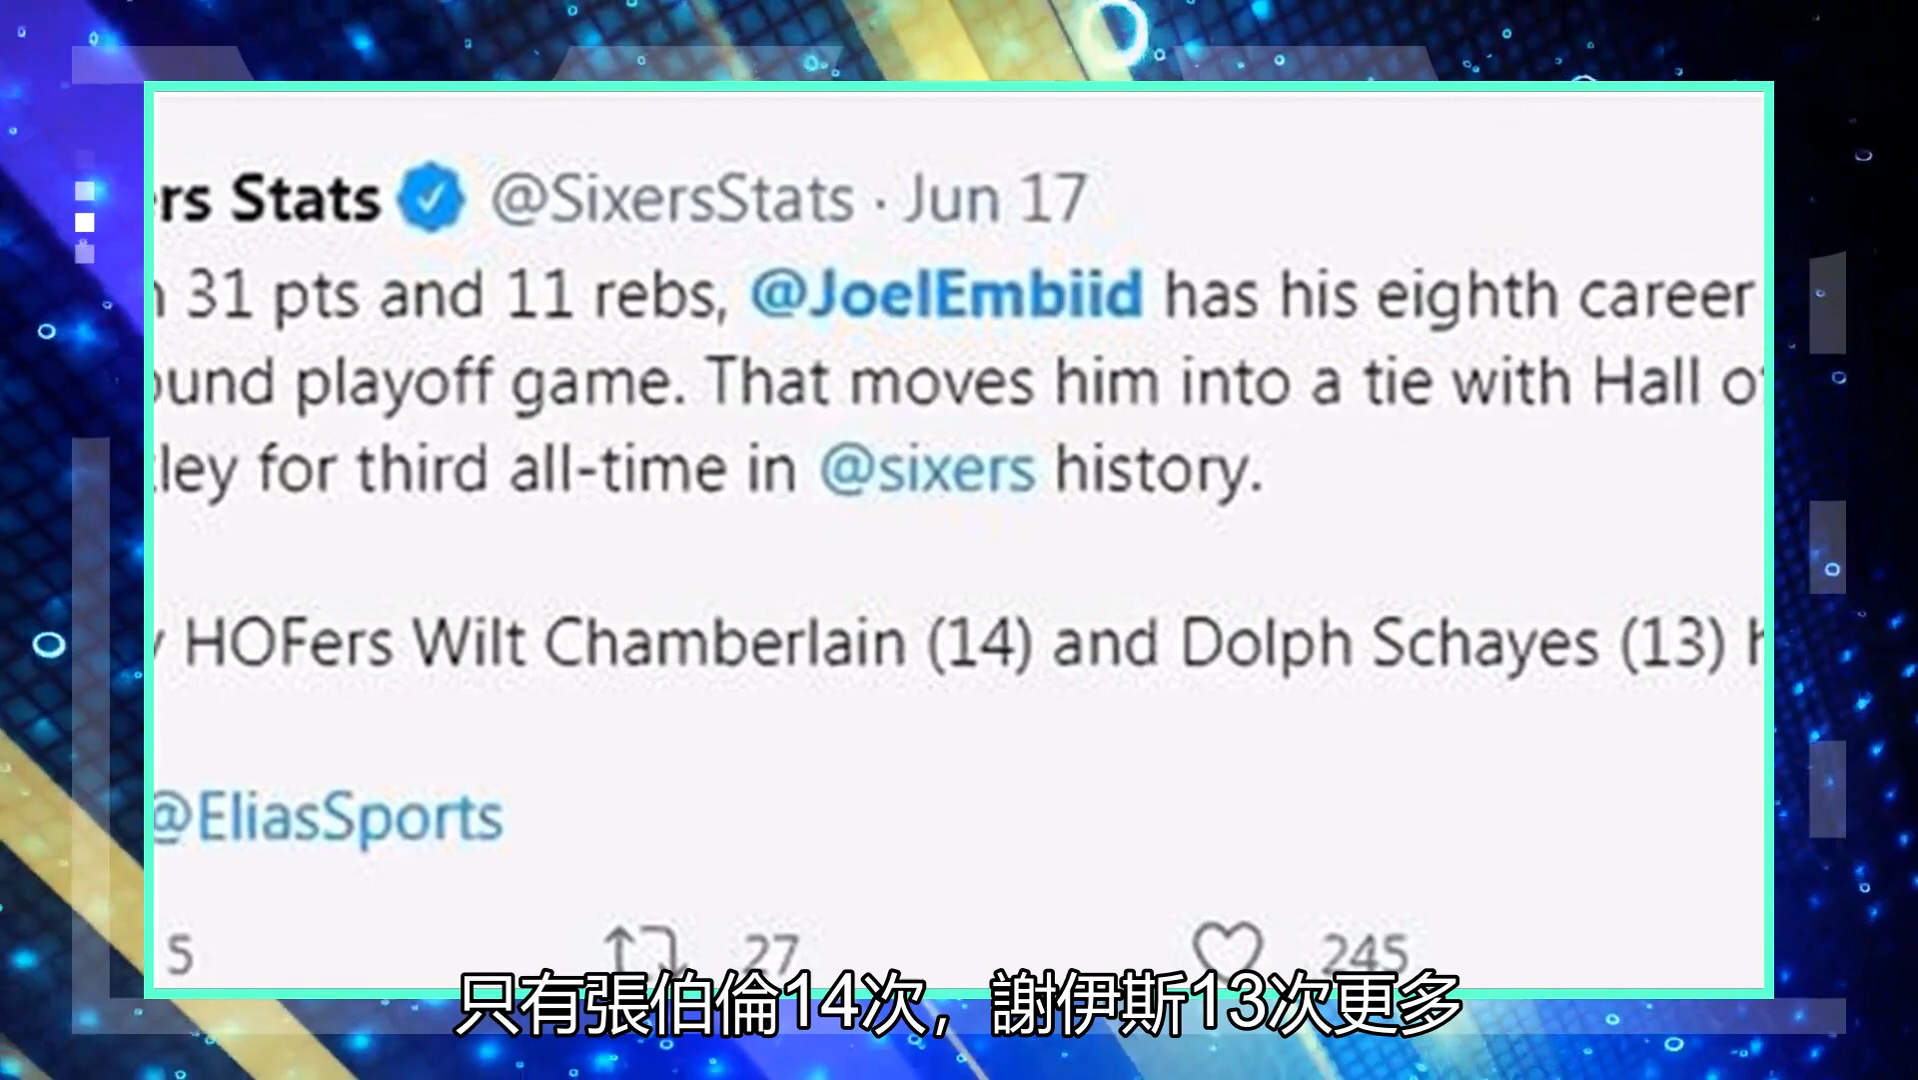 rs Stats @SixersStats · Jun 17
31 pts and 11 rebs, @JoelEmbiid has his eighth career
ound playoff game. That moves him into a tie with Hall of
ley for third all-time in @sixers history.
y HOFers Wilt Chamberlain (14) and Dolph Schayes (13) h
@EliasSports
5 27 245
只有張伯倫14次，謝伊斯13次更多